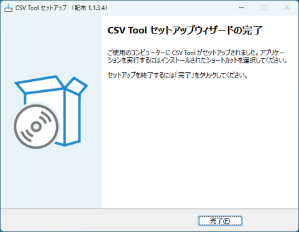 CSV Tool セットアップ （配布 1.13.4）
CSV Tool セットアップウィザードの完了
ご使用のコンピューターに CSV Tool がセットアップされました。アプリケー
ションを実行するにはインストールされたショートカットを選択してください。
セットアップを終了するには「完了」をクリックしてください。
完了(F)